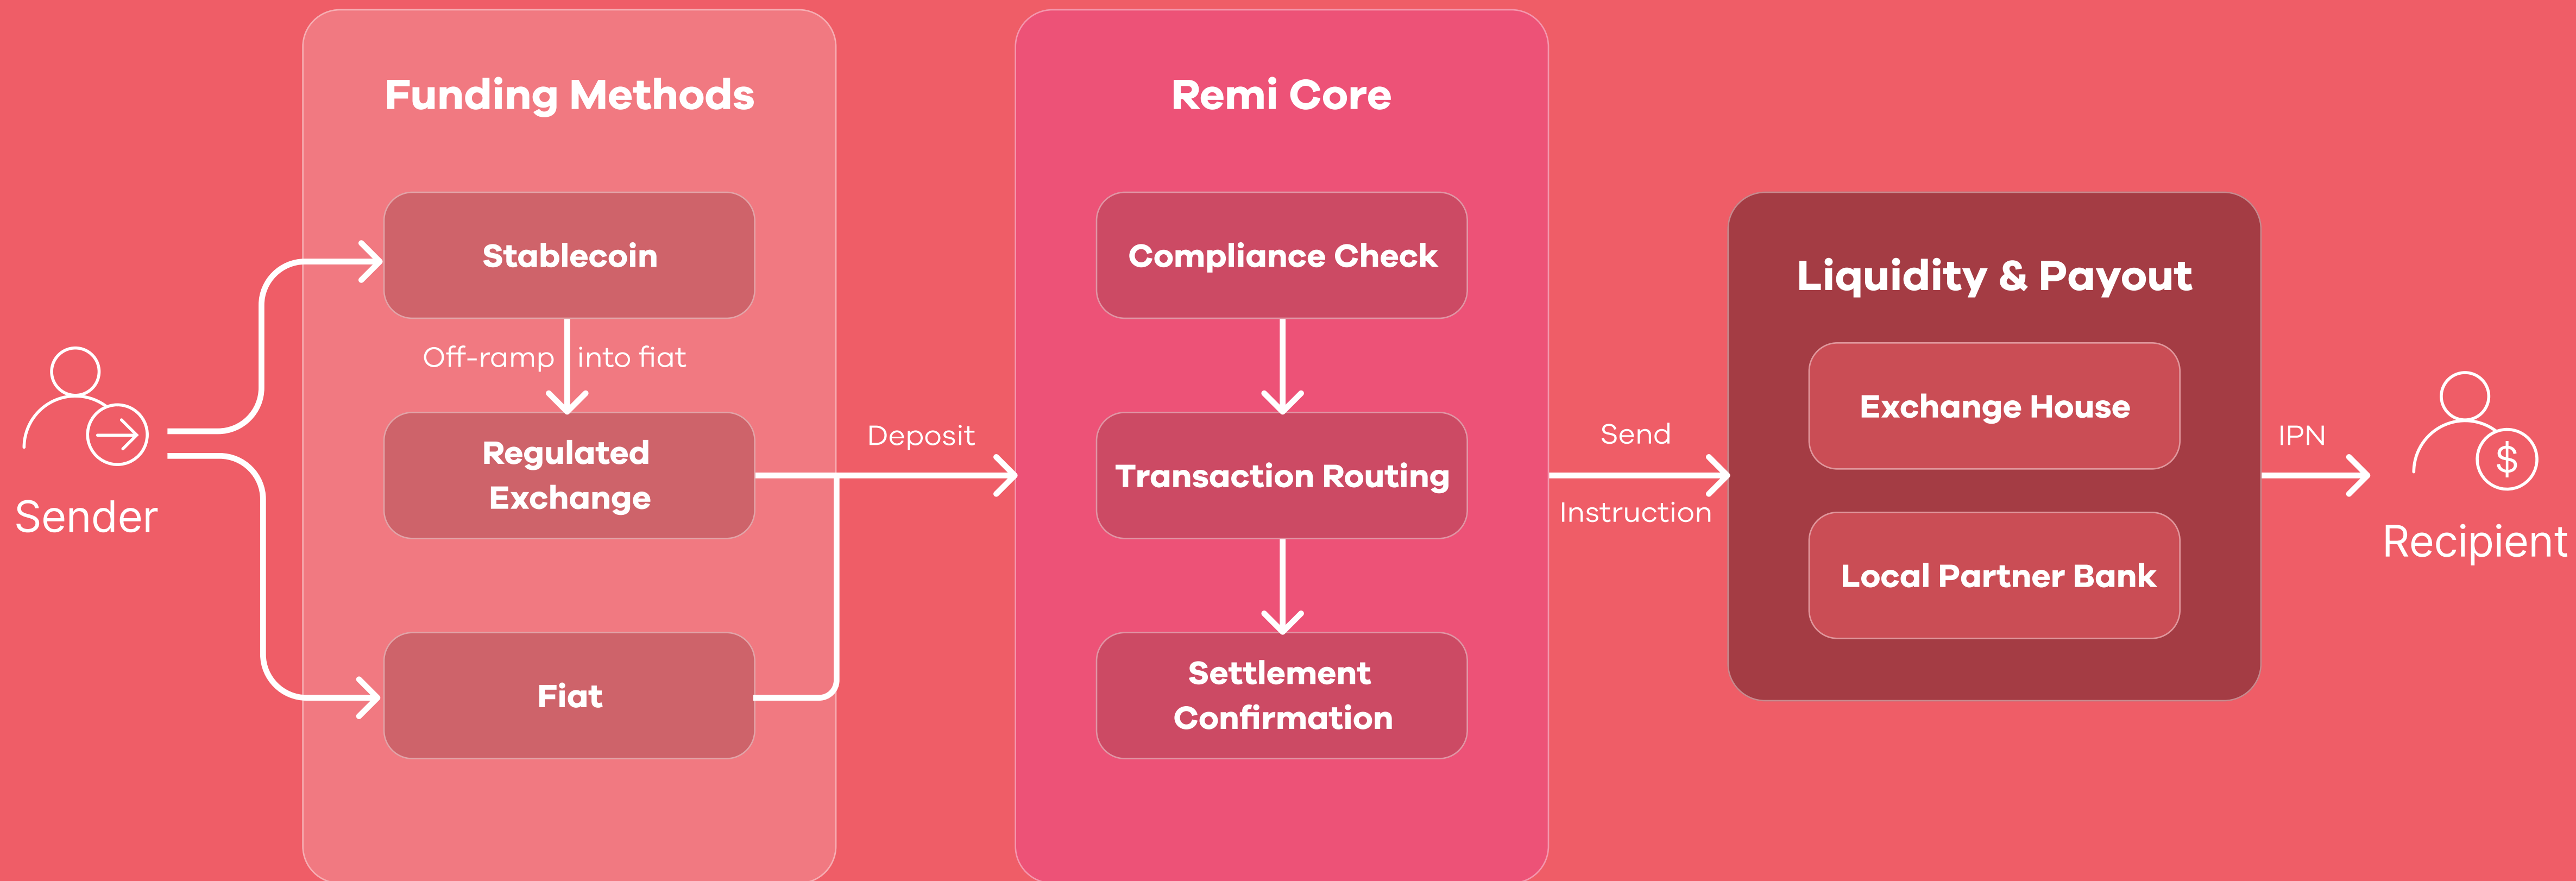 Sender
Funding Methods
Stablecoin
Off-ramp into fiat
Regulated
Exchange
Fiat
Deposit
Remi Core
Compliance Check
Transaction Routing
Settlement
Confirmation
Send
Instruction
Liquidity & Payout
Exchange House
Local Partner Bank
IPN
$
Recipient